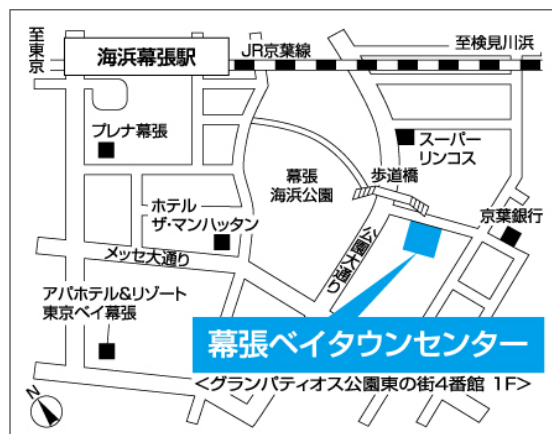 至東京
海浜幕張駅
JR京葉線
至検見川浜
プレナ幕張
スーパー
リンコス
幕張
海浜公園
歩道橋
ホテル
ザ・マンハッタン
京葉銀行
メッセ大通り
公園大通り
アパホテル&リゾート
東京ベイ幕張
幕張ベイタウンセンター
<グランパティオス公園東の街4番館 1F>
N